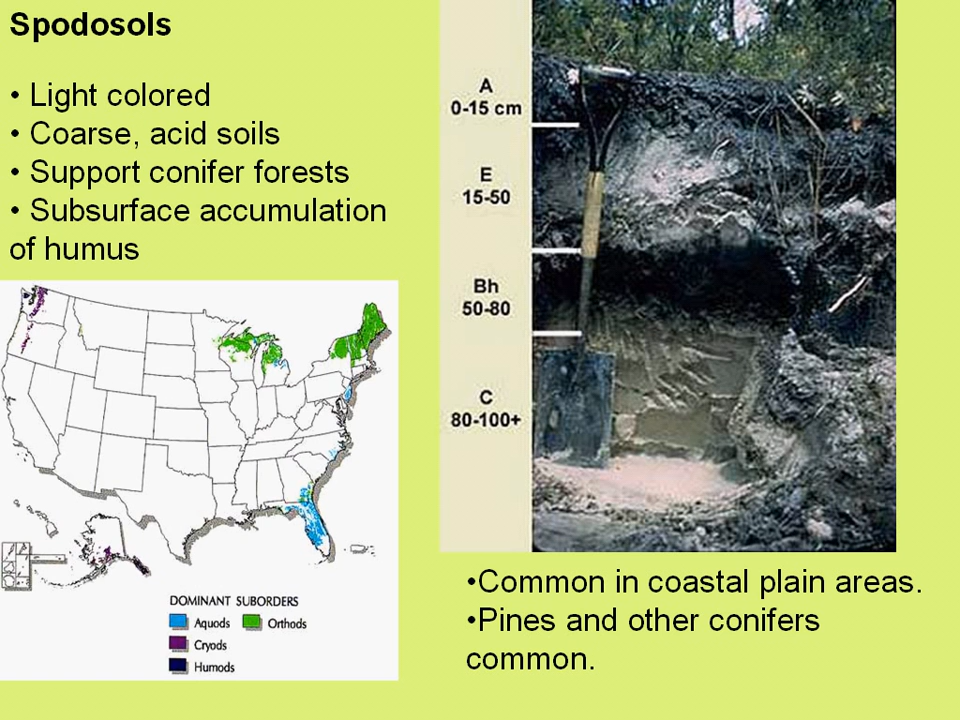 Spodosols
• Light colored
• Coarse, acid soils
• Support conifer forests
• Subsurface accumulation
of humus
A
0-15 cm
E
15-50
Bh
50-80
C
80-100+
DOMINANT SUBORDERS
Aquods
Orthods
Cryods
Humods
•Common in coastal plain areas.
•Pines and other conifers
common.